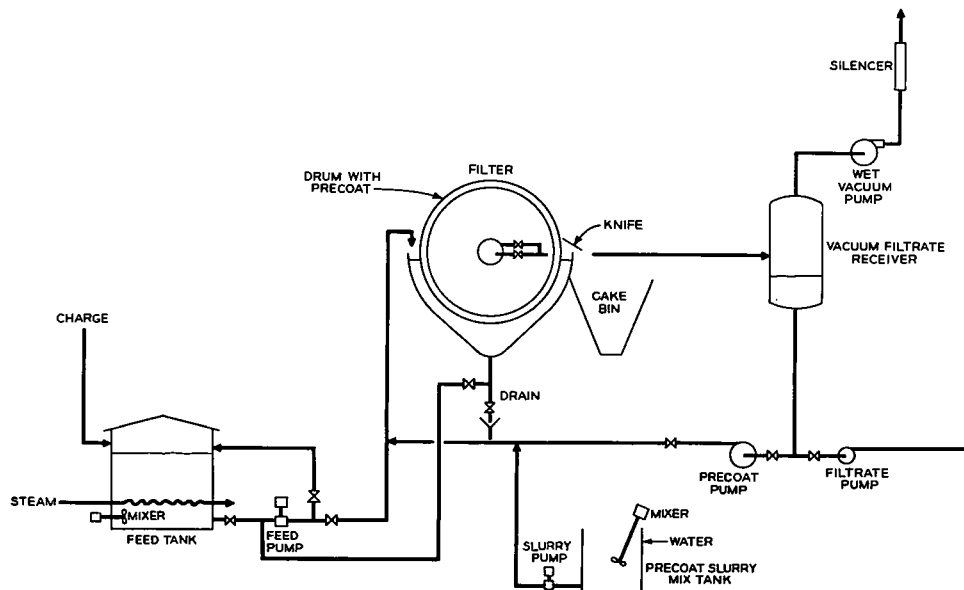 SILENCER
WET
VACUUM
PUMP
FILTER
DRUM WITH
PRECOAT
KNIFE
VACUUM FILTRATE
RECEIVER
CAKE
BIN
CHARGE
DRAIN
STEAM
MIXER
FEED TANK
FEED
PUMP
PRECOAT
PUMP
FILTRATE
PUMP
MIXER
SLURRY
PUMP
WATER
PRECOAT SLURRY
MIX TANK